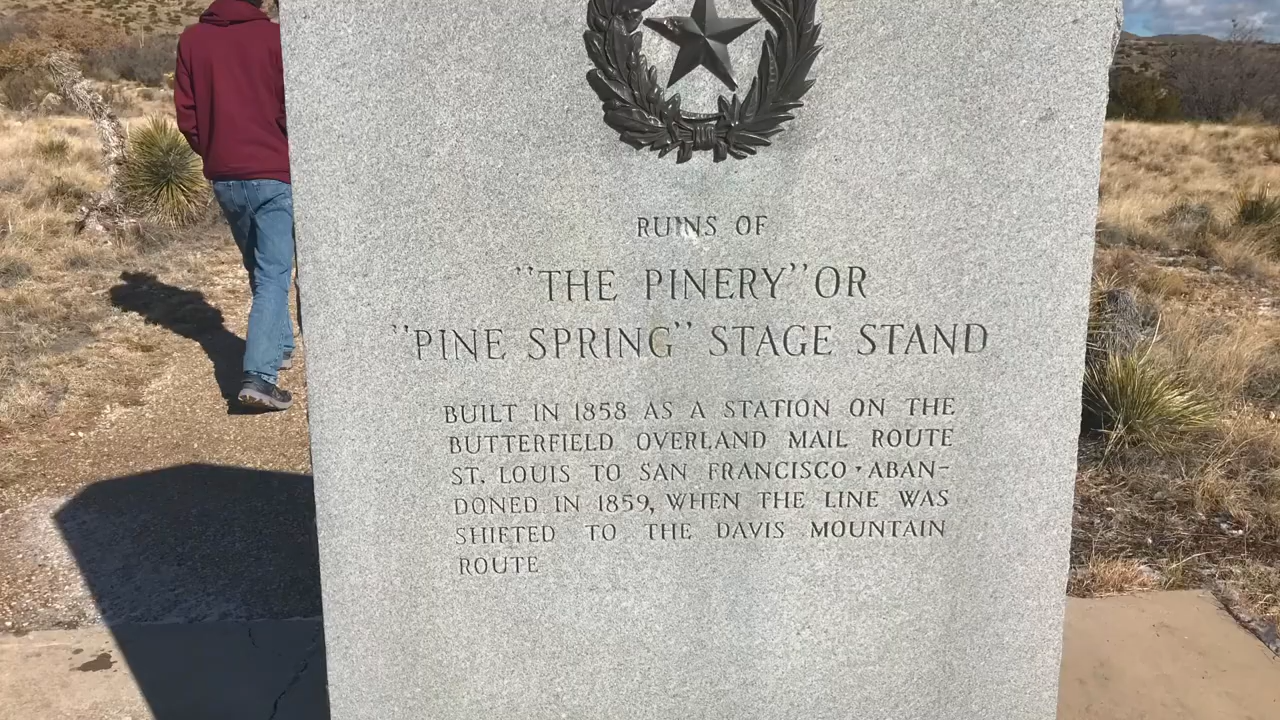 RUINS OF
"THE PINERY" OR
"PINE SPRING" STAGE STAND
BUILT IN 1858 AS A STATION ON THE
BUTTERFIELD OVERLAND MAIL ROUTE
ST. LOUIS TO SAN FRANCISCO · ABAN-
DONED IN 1859, WHEN THE LINE WAS
SHIFTED TO THE DAVIS MOUNTAIN
ROUTE